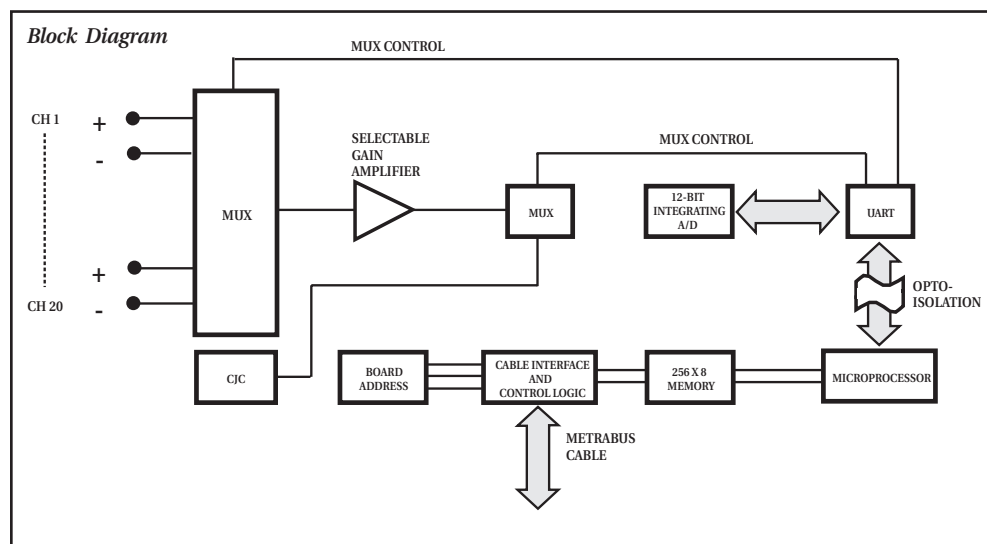 Block Diagram
MUX CONTROL
CH 1
+
-
SELECTABLE
GAIN
AMPLIFIER
MUX CONTROL
MUX
MUX
12-BIT
INTEGRATING
A/D
UART
+
-
CH 20
OPTO-
ISOLATION
CJC
BOARD
ADDRESS
CABLE INTERFACE
AND
CONTROL LOGIC
256 X 8
MEMORY
MICROPROCESSOR
METRABUS
CABLE